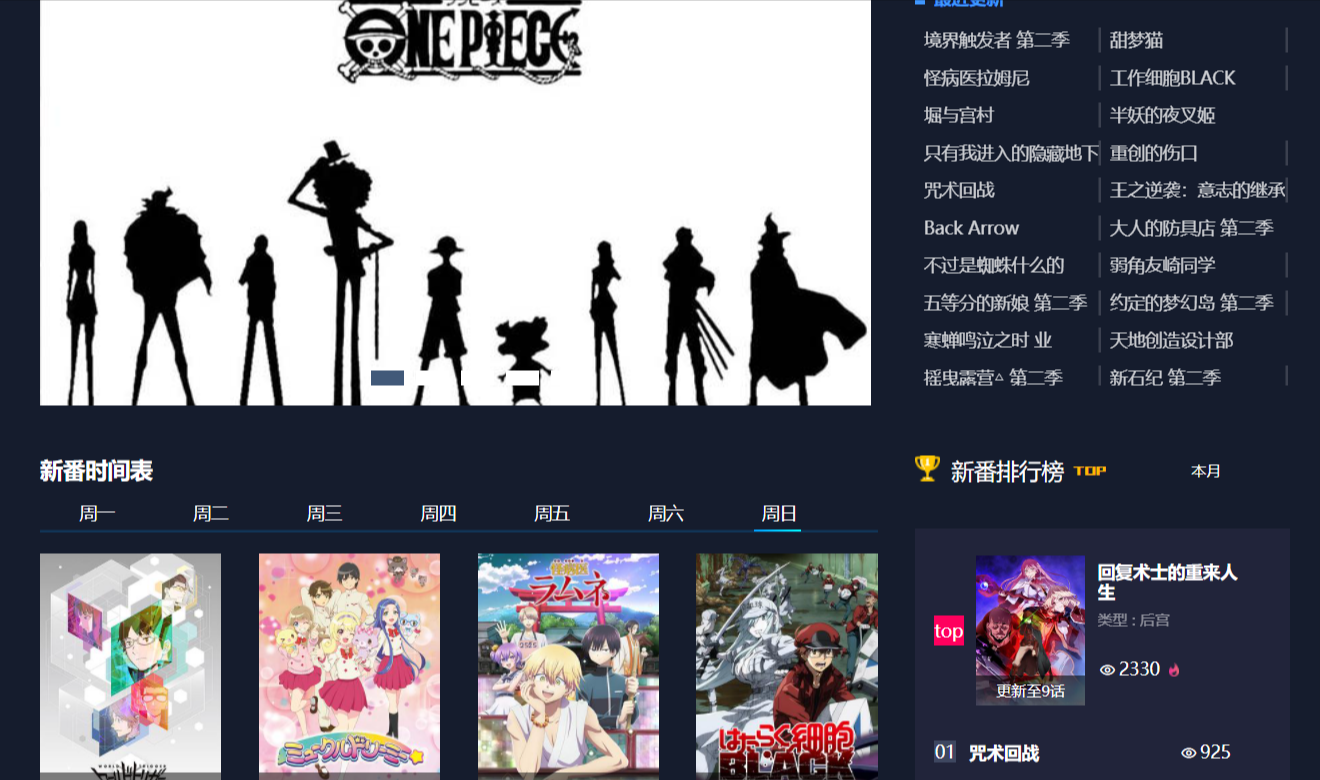 ONE PIECE
最近更新
境界触发者 第二季
甜梦猫
怪病医拉姆尼
工作细胞BLACK
堀与宫村
半妖的夜叉姬
只有我进入的隐藏地下
重创的伤口
咒术回战
王之逆袭：意志的继承
Back Arrow
大人的防具店 第二季
不过是蜘蛛什么的
弱角友崎同学
五等分的新娘 第二季
约定的梦幻岛 第二季
寒蝉鸣泣之时 业
天地创造设计部
摇曳露营△ 第二季
新石纪 第二季
新番时间表
周一
周二
周三
周四
周五
周六
周日
ミュークルドリーミー
怪病医
ラムネ
はたらく細胞
BLACK
新番排行榜 TOP
本月
top
回复术士的重来人
生
类型 : 后宫
2330
更新至9话
01 咒术回战
925